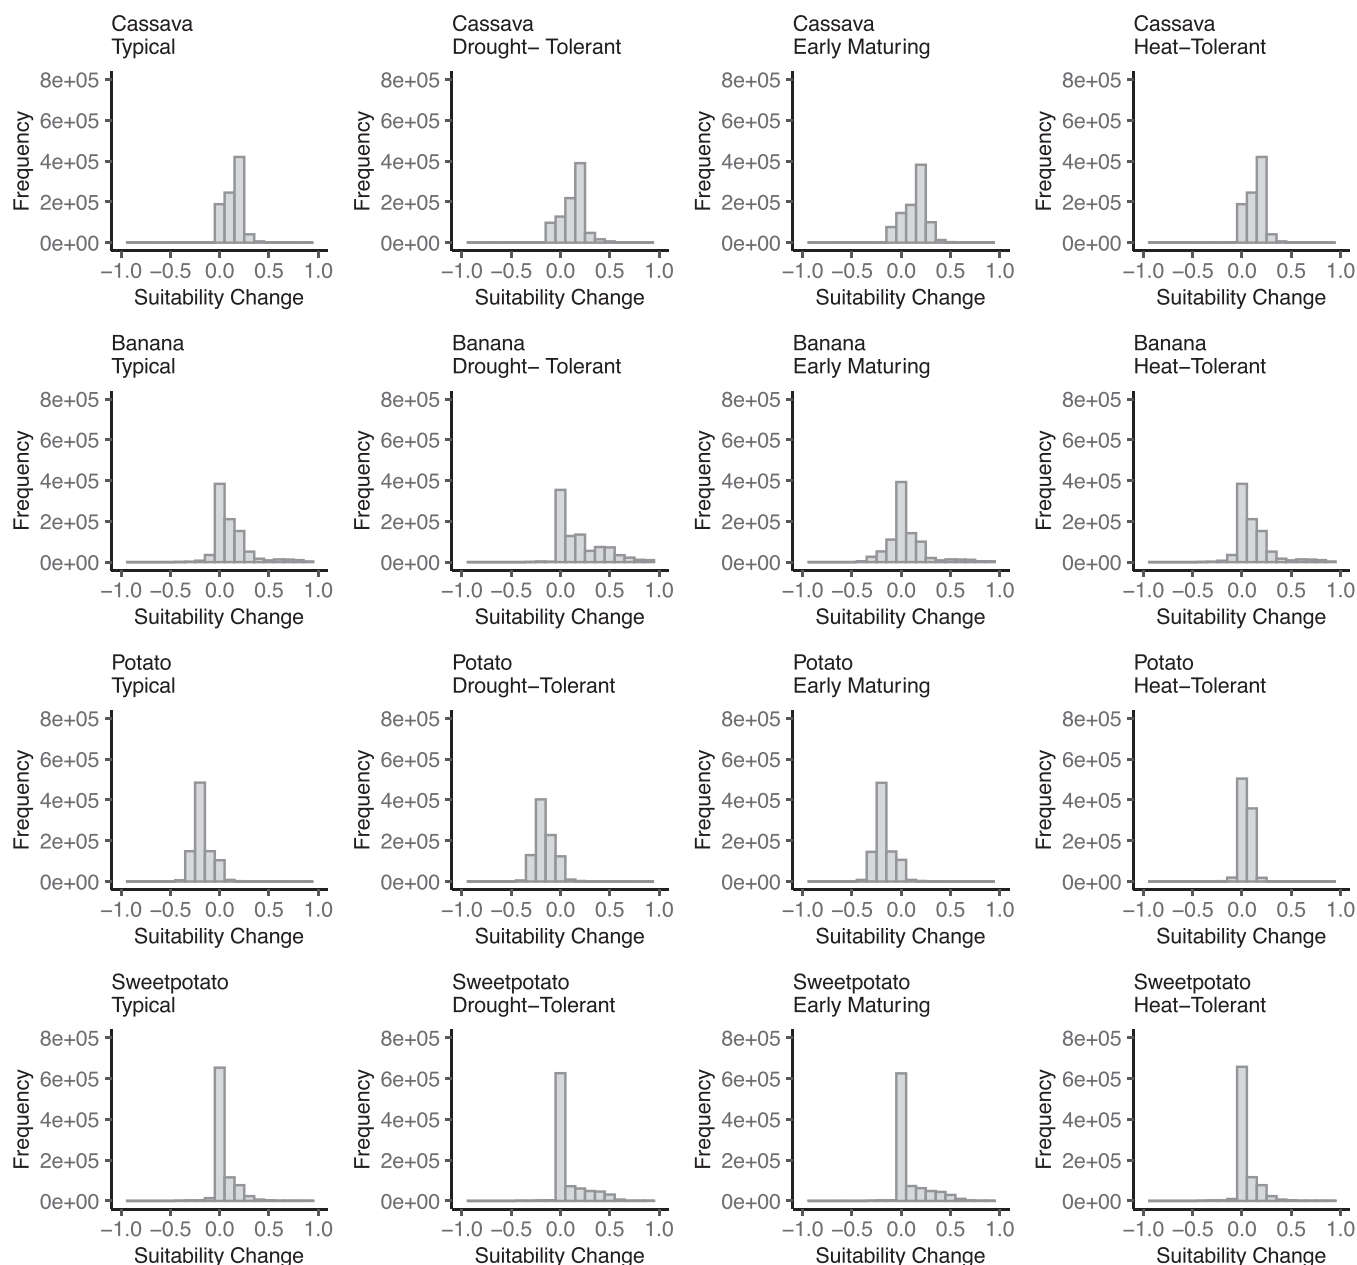 Cassava
Typical
8e+05
6e+05
4e+05
2e+05
0e+00
Frequency
−1.0 −0.5 0.0 0.5 1.0
Suitability Change
Cassava
Drought− Tolerant
8e+05
6e+05
4e+05
2e+05
0e+00
Frequency
−1.0 −0.5 0.0 0.5 1.0
Suitability Change
Cassava
Early Maturing
8e+05
6e+05
4e+05
2e+05
0e+00
Frequency
−1.0 −0.5 0.0 0.5 1.0
Suitability Change
Cassava
Heat−Tolerant
8e+05
6e+05
4e+05
2e+05
0e+00
Frequency
−1.0 −0.5 0.0 0.5 1.0
Suitability Change
Banana
Typical
8e+05
6e+05
4e+05
2e+05
0e+00
Frequency
−1.0 −0.5 0.0 0.5 1.0
Suitability Change
Banana
Drought− Tolerant
8e+05
6e+05
4e+05
2e+05
0e+00
Frequency
−1.0 −0.5 0.0 0.5 1.0
Suitability Change
Banana
Early Maturing
8e+05
6e+05
4e+05
2e+05
0e+00
Frequency
−1.0 −0.5 0.0 0.5 1.0
Suitability Change
Banana
Heat−Tolerant
8e+05
6e+05
4e+05
2e+05
0e+00
Frequency
−1.0 −0.5 0.0 0.5 1.0
Suitability Change
Potato
Typical
8e+05
6e+05
4e+05
2e+05
0e+00
Frequency
−1.0 −0.5 0.0 0.5 1.0
Suitability Change
Potato
Drought−Tolerant
8e+05
6e+05
4e+05
2e+05
0e+00
Frequency
−1.0 −0.5 0.0 0.5 1.0
Suitability Change
Potato
Early Maturing
8e+05
6e+05
4e+05
2e+05
0e+00
Frequency
−1.0 −0.5 0.0 0.5 1.0
Suitability Change
Potato
Heat−Tolerant
8e+05
6e+05
4e+05
2e+05
0e+00
Frequency
−1.0 −0.5 0.0 0.5 1.0
Suitability Change
Sweetpotato
Typical
8e+05
6e+05
4e+05
2e+05
0e+00
Frequency
−1.0 −0.5 0.0 0.5 1.0
Suitability Change
Sweetpotato
Drought−Tolerant
8e+05
6e+05
4e+05
2e+05
0e+00
Frequency
−1.0 −0.5 0.0 0.5 1.0
Suitability Change
Sweetpotato
Early Maturing
8e+05
6e+05
4e+05
2e+05
0e+00
Frequency
−1.0 −0.5 0.0 0.5 1.0
Suitability Change
Sweetpotato
Heat−Tolerant
8e+05
6e+05
4e+05
2e+05
0e+00
Frequency
−1.0 −0.5 0.0 0.5 1.0
Suitability Change